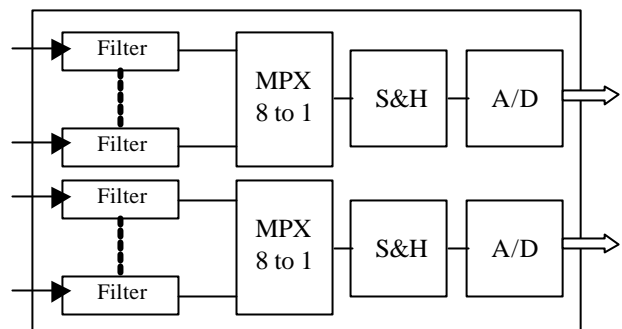 Filter
MPX
8 to 1
S&H
A/D
Filter
Filter
MPX
8 to 1
S&H
A/D
Filter